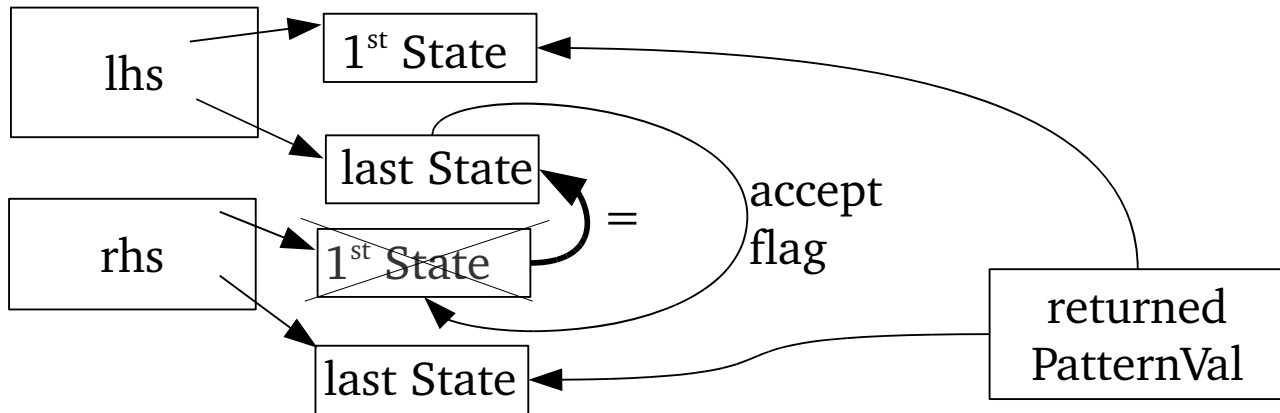 lhs
1st State
last State
=
accept
flag
rhs
1st State
last State
returned
PatternVal